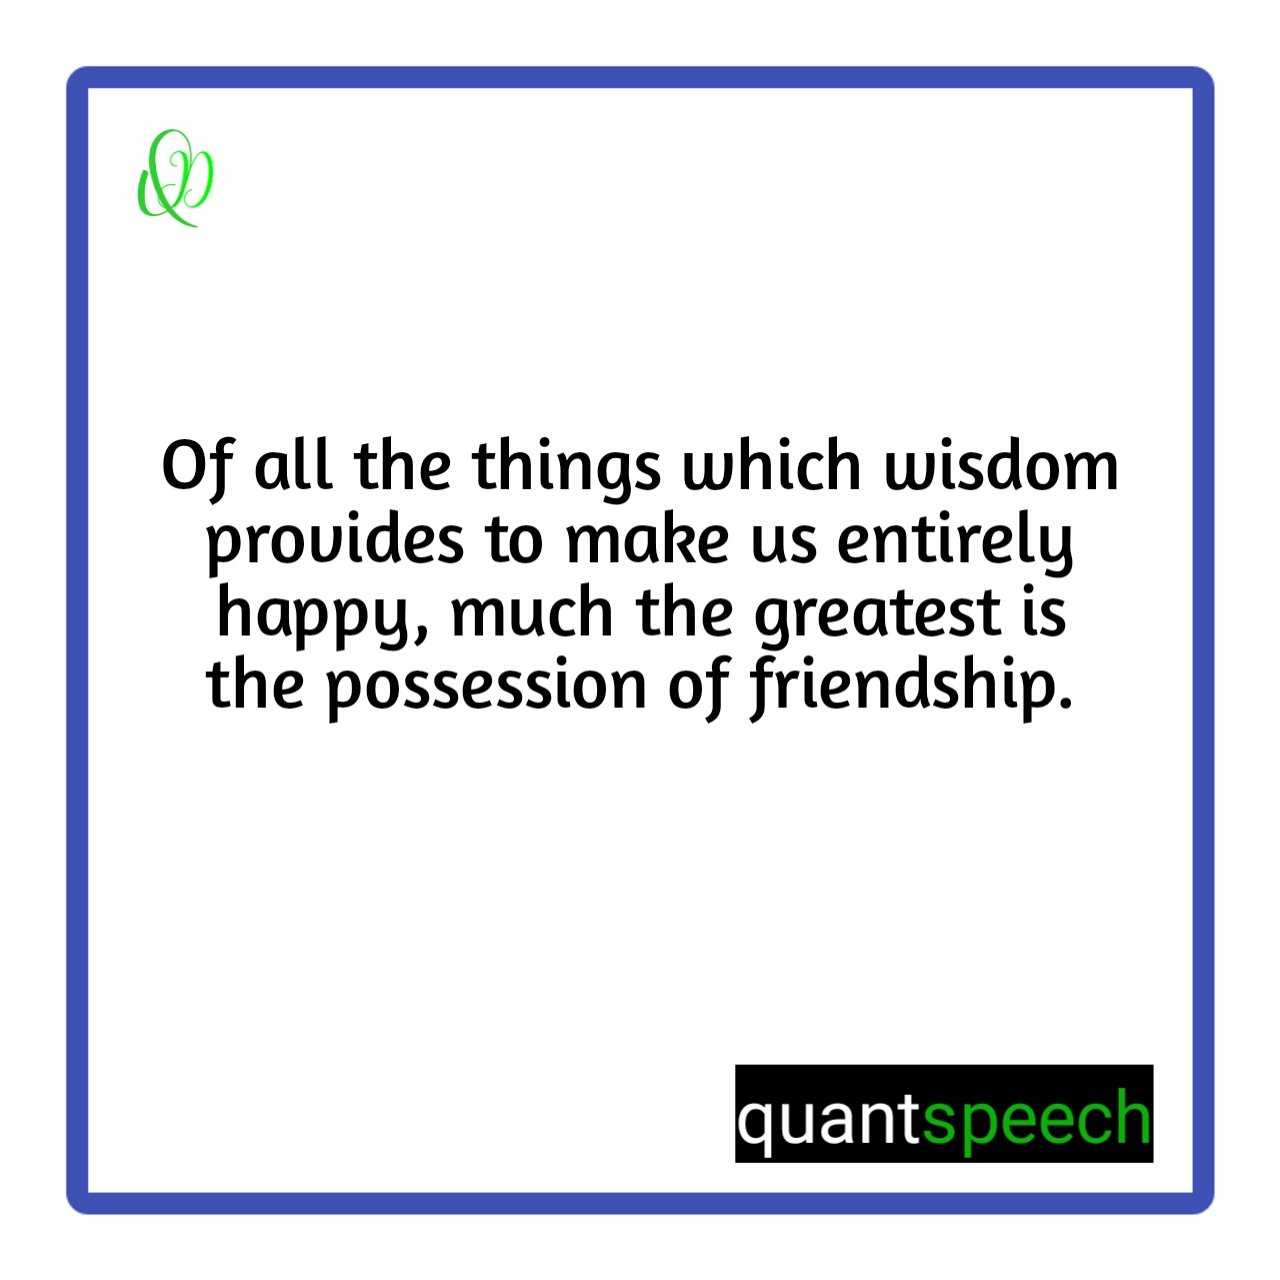 Of all the things which wisdom
provides to make us entirely
happy, much the greatest is
the possession of friendship.
quantspeech